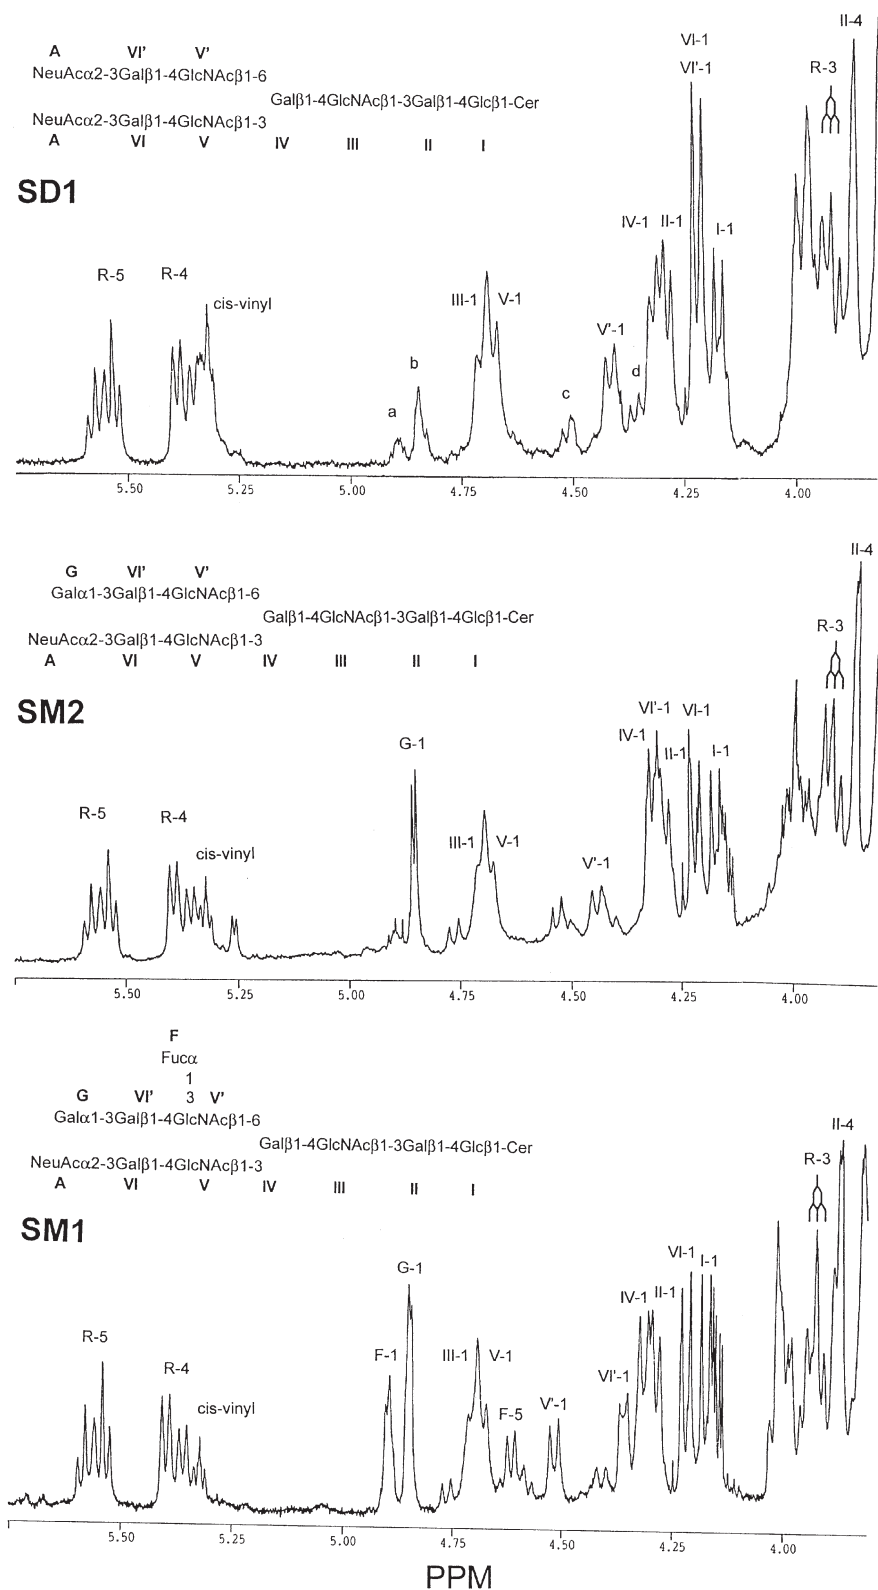 A VI' V'
NeuAcα2-3Galβ1-4GlcNAcβ1-6
Galβ1-4GlcNAcβ1-3Galβ1-4Glcβ1-Cer
NeuAcα2-3Galβ1-4GlcNAcβ1-3
A VI V IV III II I
SD1
R-5
R-4
cis-vinyl
a
b
III-1
V-1
c
V'-1
d
IV-1
II-1
VI-1
VI'-1
I-1
R-3
II-4
5.50 5.25 5.00 4.75 4.50 4.25 4.00
G VI' V'
Galα1-3Galβ1-4GlcNAcβ1-6
Galβ1-4GlcNAcβ1-3Galβ1-4Glcβ1-Cer
NeuAcα2-3Galβ1-4GlcNAcβ1-3
A VI V IV III II I
SM2
R-5
R-4
cis-vinyl
G-1
III-1
V-1
V'-1
VI'-1
IV-1
II-1
VI-1
I-1
R-3
II-4
5.50 5.25 5.00 4.75 4.50 4.25 4.00
F
Fucα
1
G VI' 3 V'
Galα1-3Galβ1-4GlcNAcβ1-6
Galβ1-4GlcNAcβ1-3Galβ1-4Glcβ1-Cer
NeuAcα2-3Galβ1-4GlcNAcβ1-3
A VI V IV III II I
SM1
R-5
R-4
cis-vinyl
F-1
G-1
III-1
V-1
F-5
V'-1
VI'-1
IV-1
II-1
VI-1
I-1
R-3
II-4
5.50 5.25 5.00 4.75 4.50 4.25 4.00
PPM